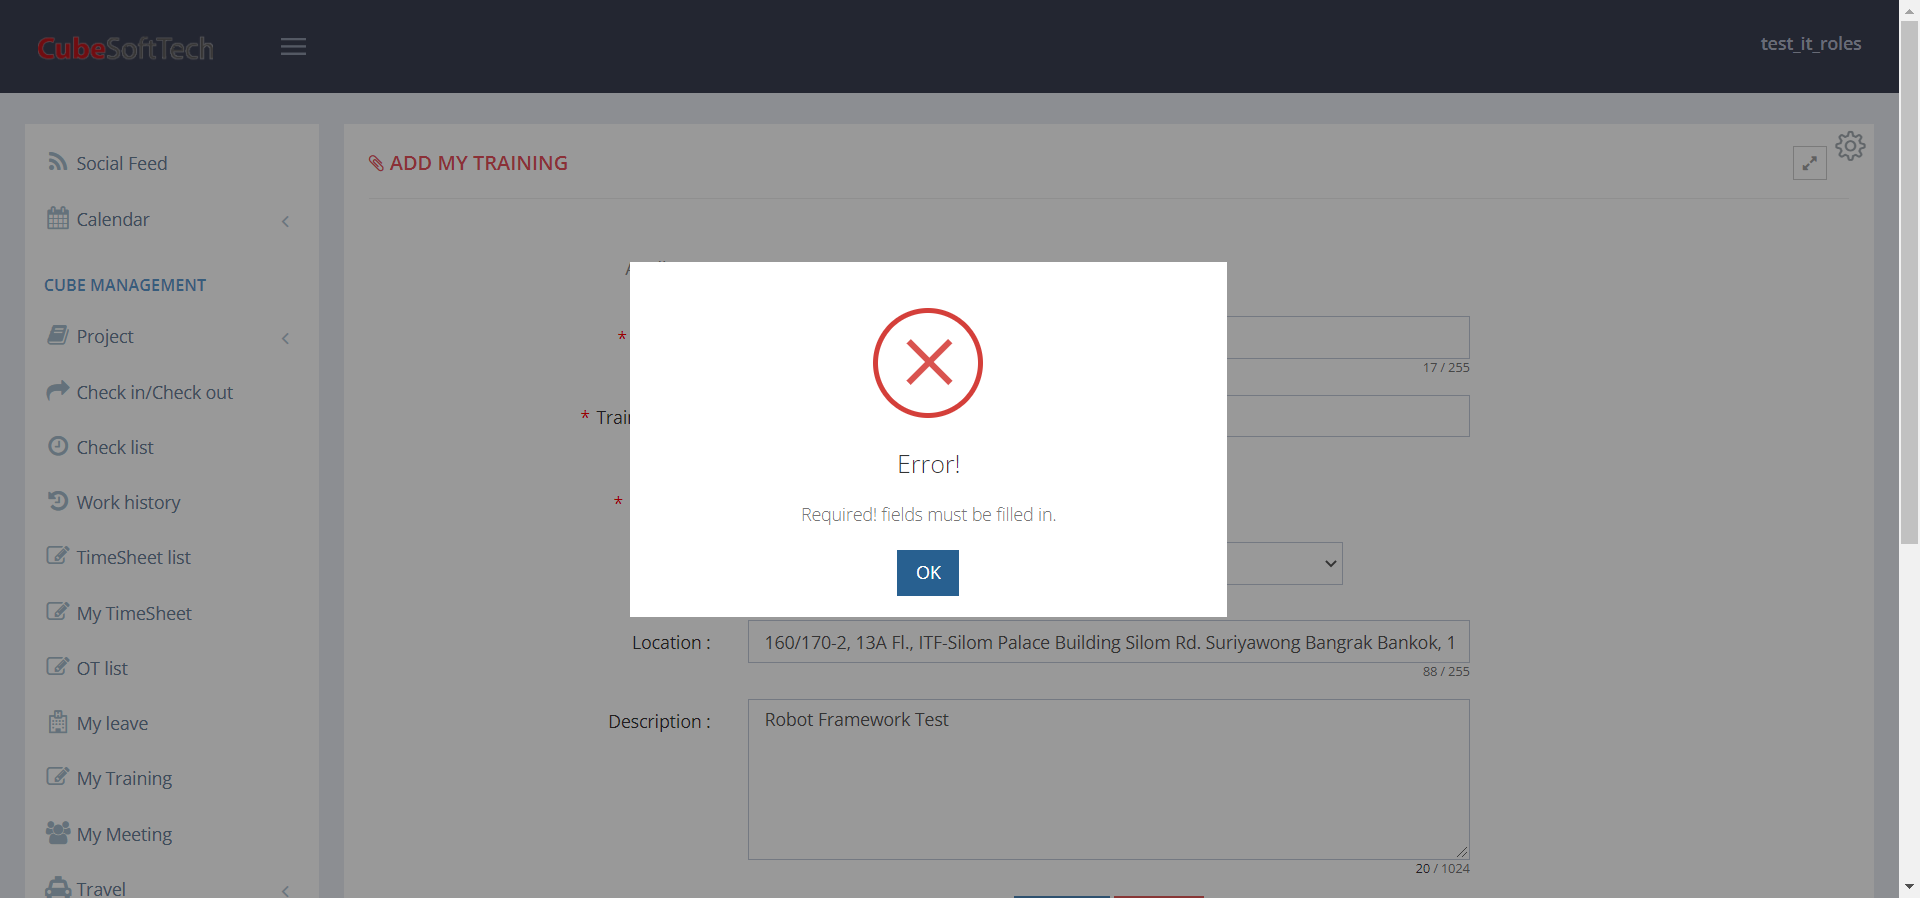 CubeSoftTech
test_it_roles
Social Feed
Calendar
CUBE MANAGEMENT
Project
Check in/Check out
Check list
Work history
TimeSheet list
My TimeSheet
OT list
My leave
My Training
My Meeting
Travel
ADD MY TRAINING
*
17 / 255
*
*
Error!
Required! fields must be filled in.
OK
Location :
160/170-2, 13A Fl., ITF-Silom Palace Building Silom Rd. Suriyawong Bangrak Bankok, 1
88 / 255
Description :
Robot Framework Test
20 / 1024